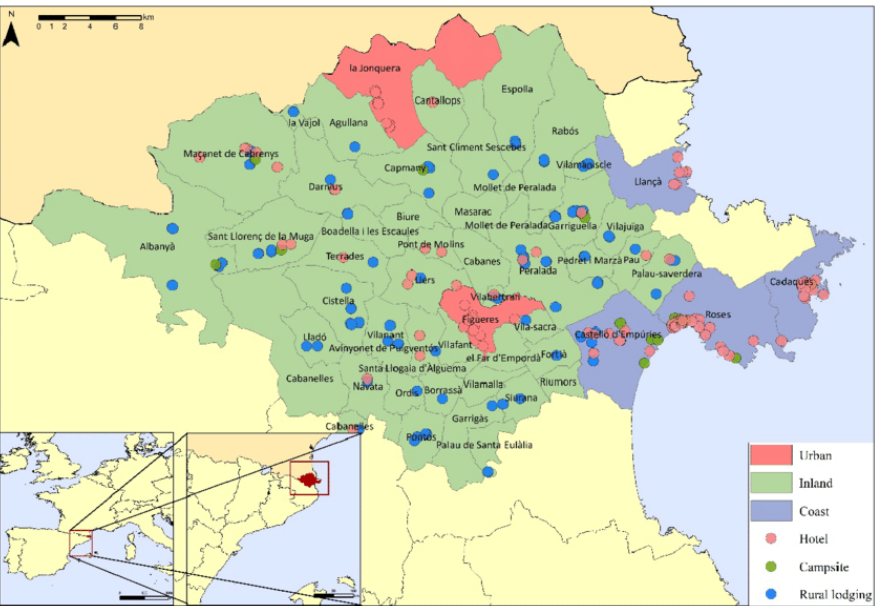 N
0 1 2 4 6 8 km
la Jonquera
Cantallops
Espolla
la Vajol
Agullana
Rabós
Maçanet de Cabrenys
Sant Climent Sescebes
Capmany
Vilamaniscle
Llançà
Darnius
Mollet de Peralada
Biure
Masarac
Boadella i les Escaules
Mollet de Peralada
Garriguella
Vilajuïga
Albanyà
Sant Llorenç de la Muga
Pont de Molins
Terrades
Cabanes
Peralada
Pedret i Marzà
Pau
Palau-saverdera
Llers
Cadaqués
Cistella
Vilabertran
Roses
Figueres
Vila-sacra
Castelló d'Empúries
Lladó
Vilanant
Avinyonet de Puigventós
Vilafant
el Far d'Empordà
Fortià
Santa Llogaia d'Àlguema
Cabanelles
Navata
Ordis
Borrassà
Vilamalla
Riumors
Siurana
Garrigàs
Cabanelles
Pontós
Palau de Santa Eulàlia
Urban
Inland
Coast
Hotel
Campsite
Rural lodging